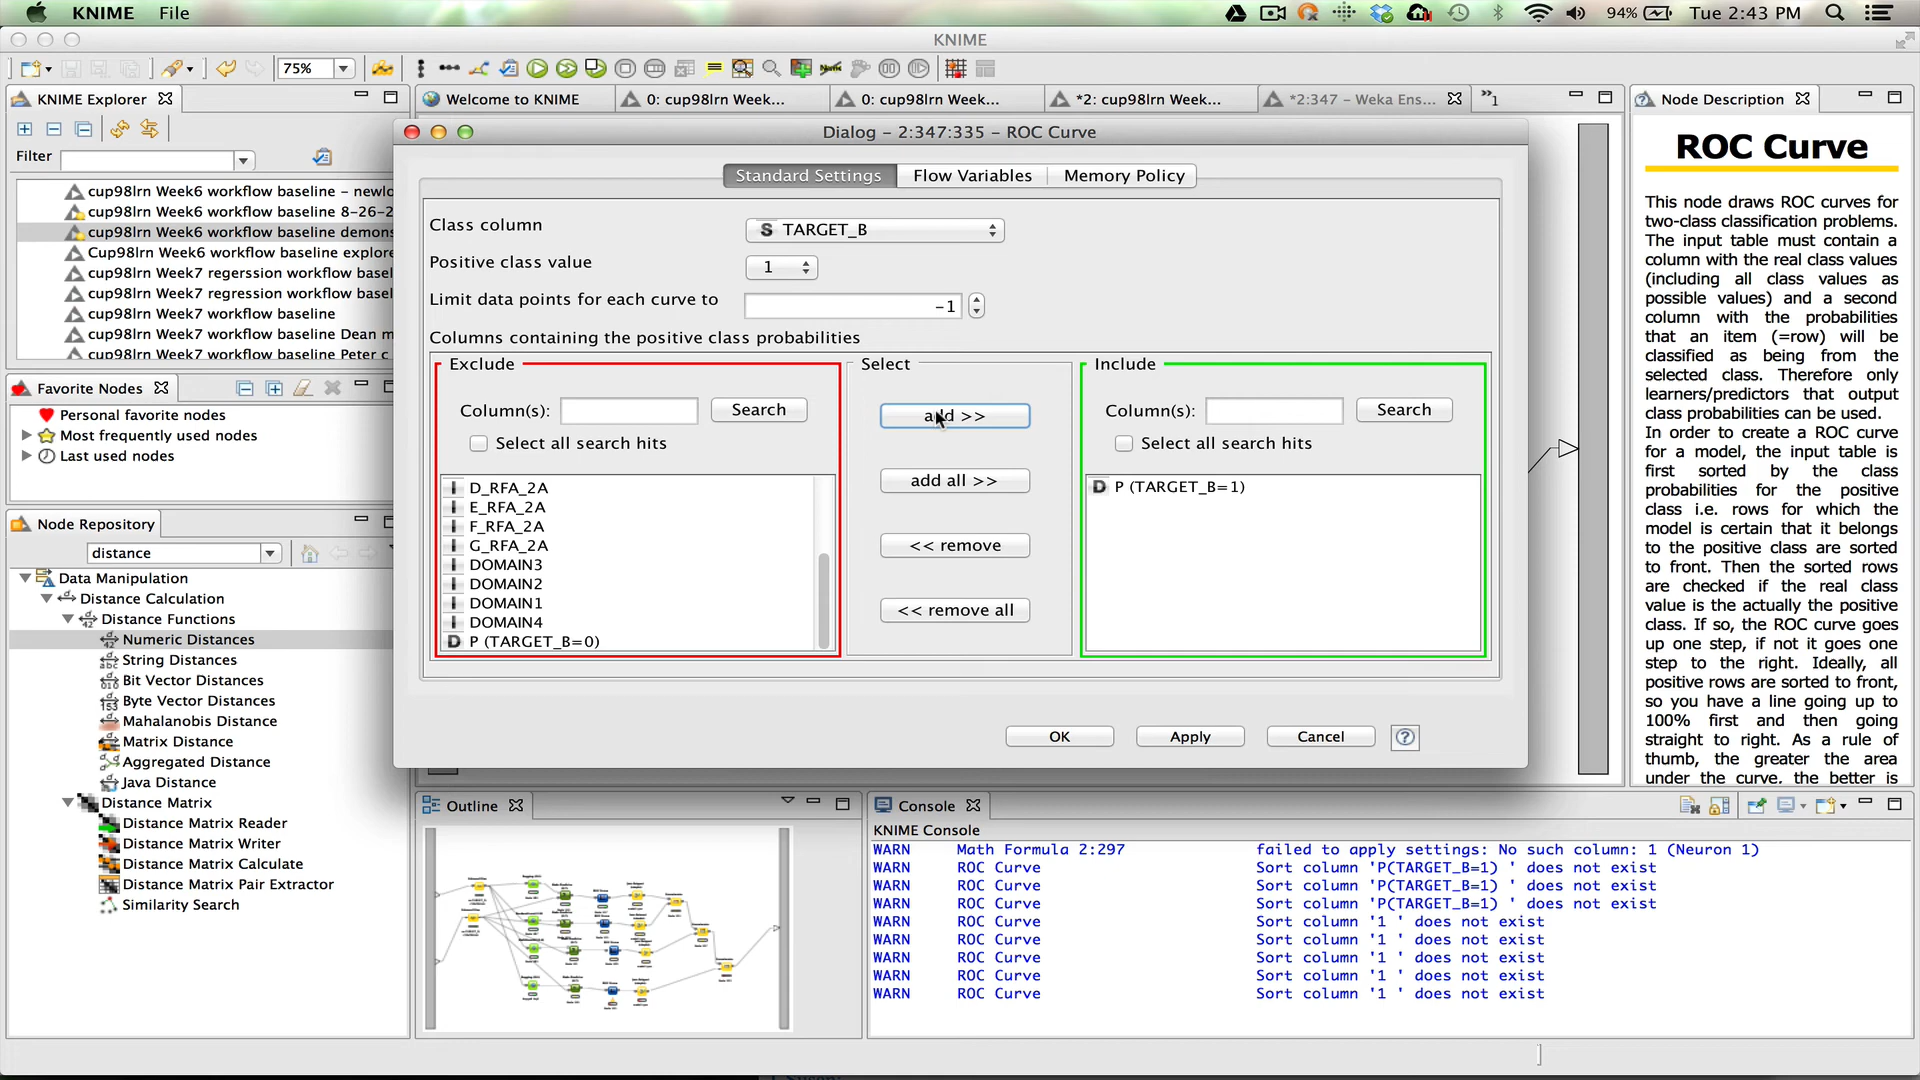 KNIME File 94% Tue 2:43 PM
KNIME
75%
KNIME Explorer
Welcome to KNIME
0: cup98lrn Week...
0: cup98lrn Week...
*2: cup98lrn Week...
*2:347 – Weka Ens...
»1
Node Description
Filter
cup98lrn Week6 workflow baseline – newlo
cup98lrn Week6 workflow baseline 8-26-2
cup98lrn Week6 workflow baseline demons
Cup98lrn Week6 workflow baseline explore
cup98lrn Week7 regerssion workflow basel
cup98lrn Week7 regression workflow basel
cup98lrn Week7 workflow baseline
cup98lrn Week7 workflow baseline Dean m
cup98lrn Week7 workflow baseline Peter c
Favorite Nodes
Personal favorite nodes
Most frequently used nodes
Last used nodes
Node Repository
distance
Data Manipulation
Distance Calculation
Distance Functions
Numeric Distances
String Distances
Bit Vector Distances
Byte Vector Distances
Mahalanobis Distance
Matrix Distance
Aggregated Distance
Java Distance
Distance Matrix
Distance Matrix Reader
Distance Matrix Writer
Distance Matrix Calculate
Distance Matrix Pair Extractor
Similarity Search
Dialog – 2:347:335 – ROC Curve
Standard Settings
Flow Variables
Memory Policy
Class column
S TARGET_B
Positive class value
1
Limit data points for each curve to
-1
Columns containing the positive class probabilities
Exclude
Column(s):
Search
Select all search hits
I D_RFA_2A
I E_RFA_2A
I F_RFA_2A
I G_RFA_2A
I DOMAIN3
I DOMAIN2
I DOMAIN1
I DOMAIN4
D P (TARGET_B=0)
Select
add >>
add all >>
<< remove
<< remove all
Include
Column(s):
Search
Select all search hits
D P (TARGET_B=1)
OK
Apply
Cancel
?
ROC Curve
This node draws ROC curves for
two-class classification problems.
The input table must contain a
column with the real class values
(including all class values as
possible values) and a second
column with the probabilities
that an item (=row) will be
classified as being from the
selected class. Therefore only
learners/predictors that output
class probabilities can be used.
In order to create a ROC curve
for a model, the input table is
first sorted by the class
probabilities for the positive
class i.e. rows for which the
model is certain that it belongs
to the positive class are sorted
to front. Then the sorted rows
are checked if the real class
value is the actually the positive
class. If so, the ROC curve goes
up one step, if not it goes one
step to the right. Ideally, all
positive rows are sorted to front,
so you have a line going up to
100% first and then going
straight to right. As a rule of
thumb, the greater the area
under the curve, the better is
Outline
Console
KNIME Console
WARN Math Formula 2:297 failed to apply settings: No such column: 1 (Neuron 1)
WARN ROC Curve Sort column 'P(TARGET_B=1) ' does not exist
WARN ROC Curve Sort column 'P(TARGET_B=1) ' does not exist
WARN ROC Curve Sort column 'P(TARGET_B=1) ' does not exist
WARN ROC Curve Sort column '1 ' does not exist
WARN ROC Curve Sort column '1 ' does not exist
WARN ROC Curve Sort column '1 ' does not exist
WARN ROC Curve Sort column '1 ' does not exist
WARN ROC Curve Sort column '1 ' does not exist